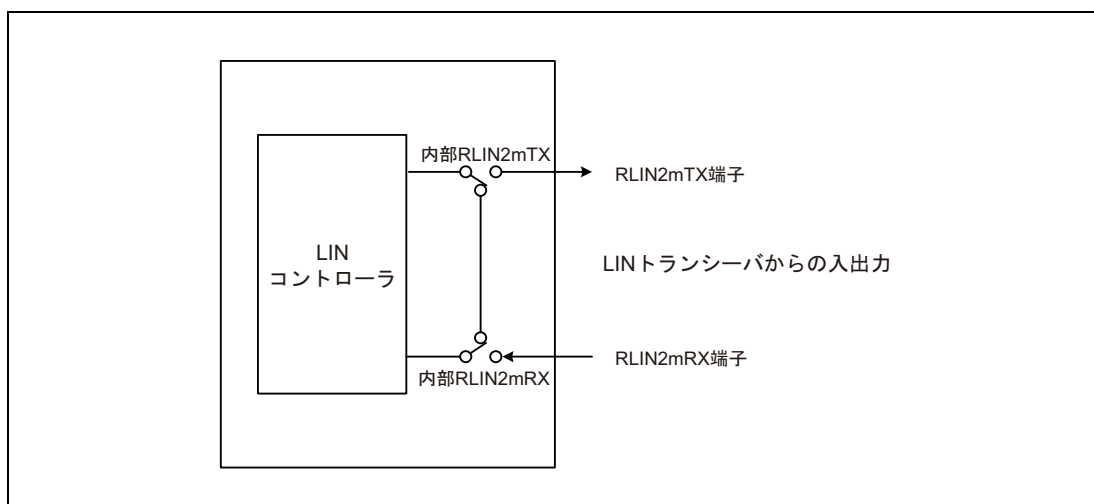 内部RLIN2mTX
RLIN2mTX端子
LIN
コントローラ
LINトランシーバからの入出力
RLIN2mRX端子
内部RLIN2mRX